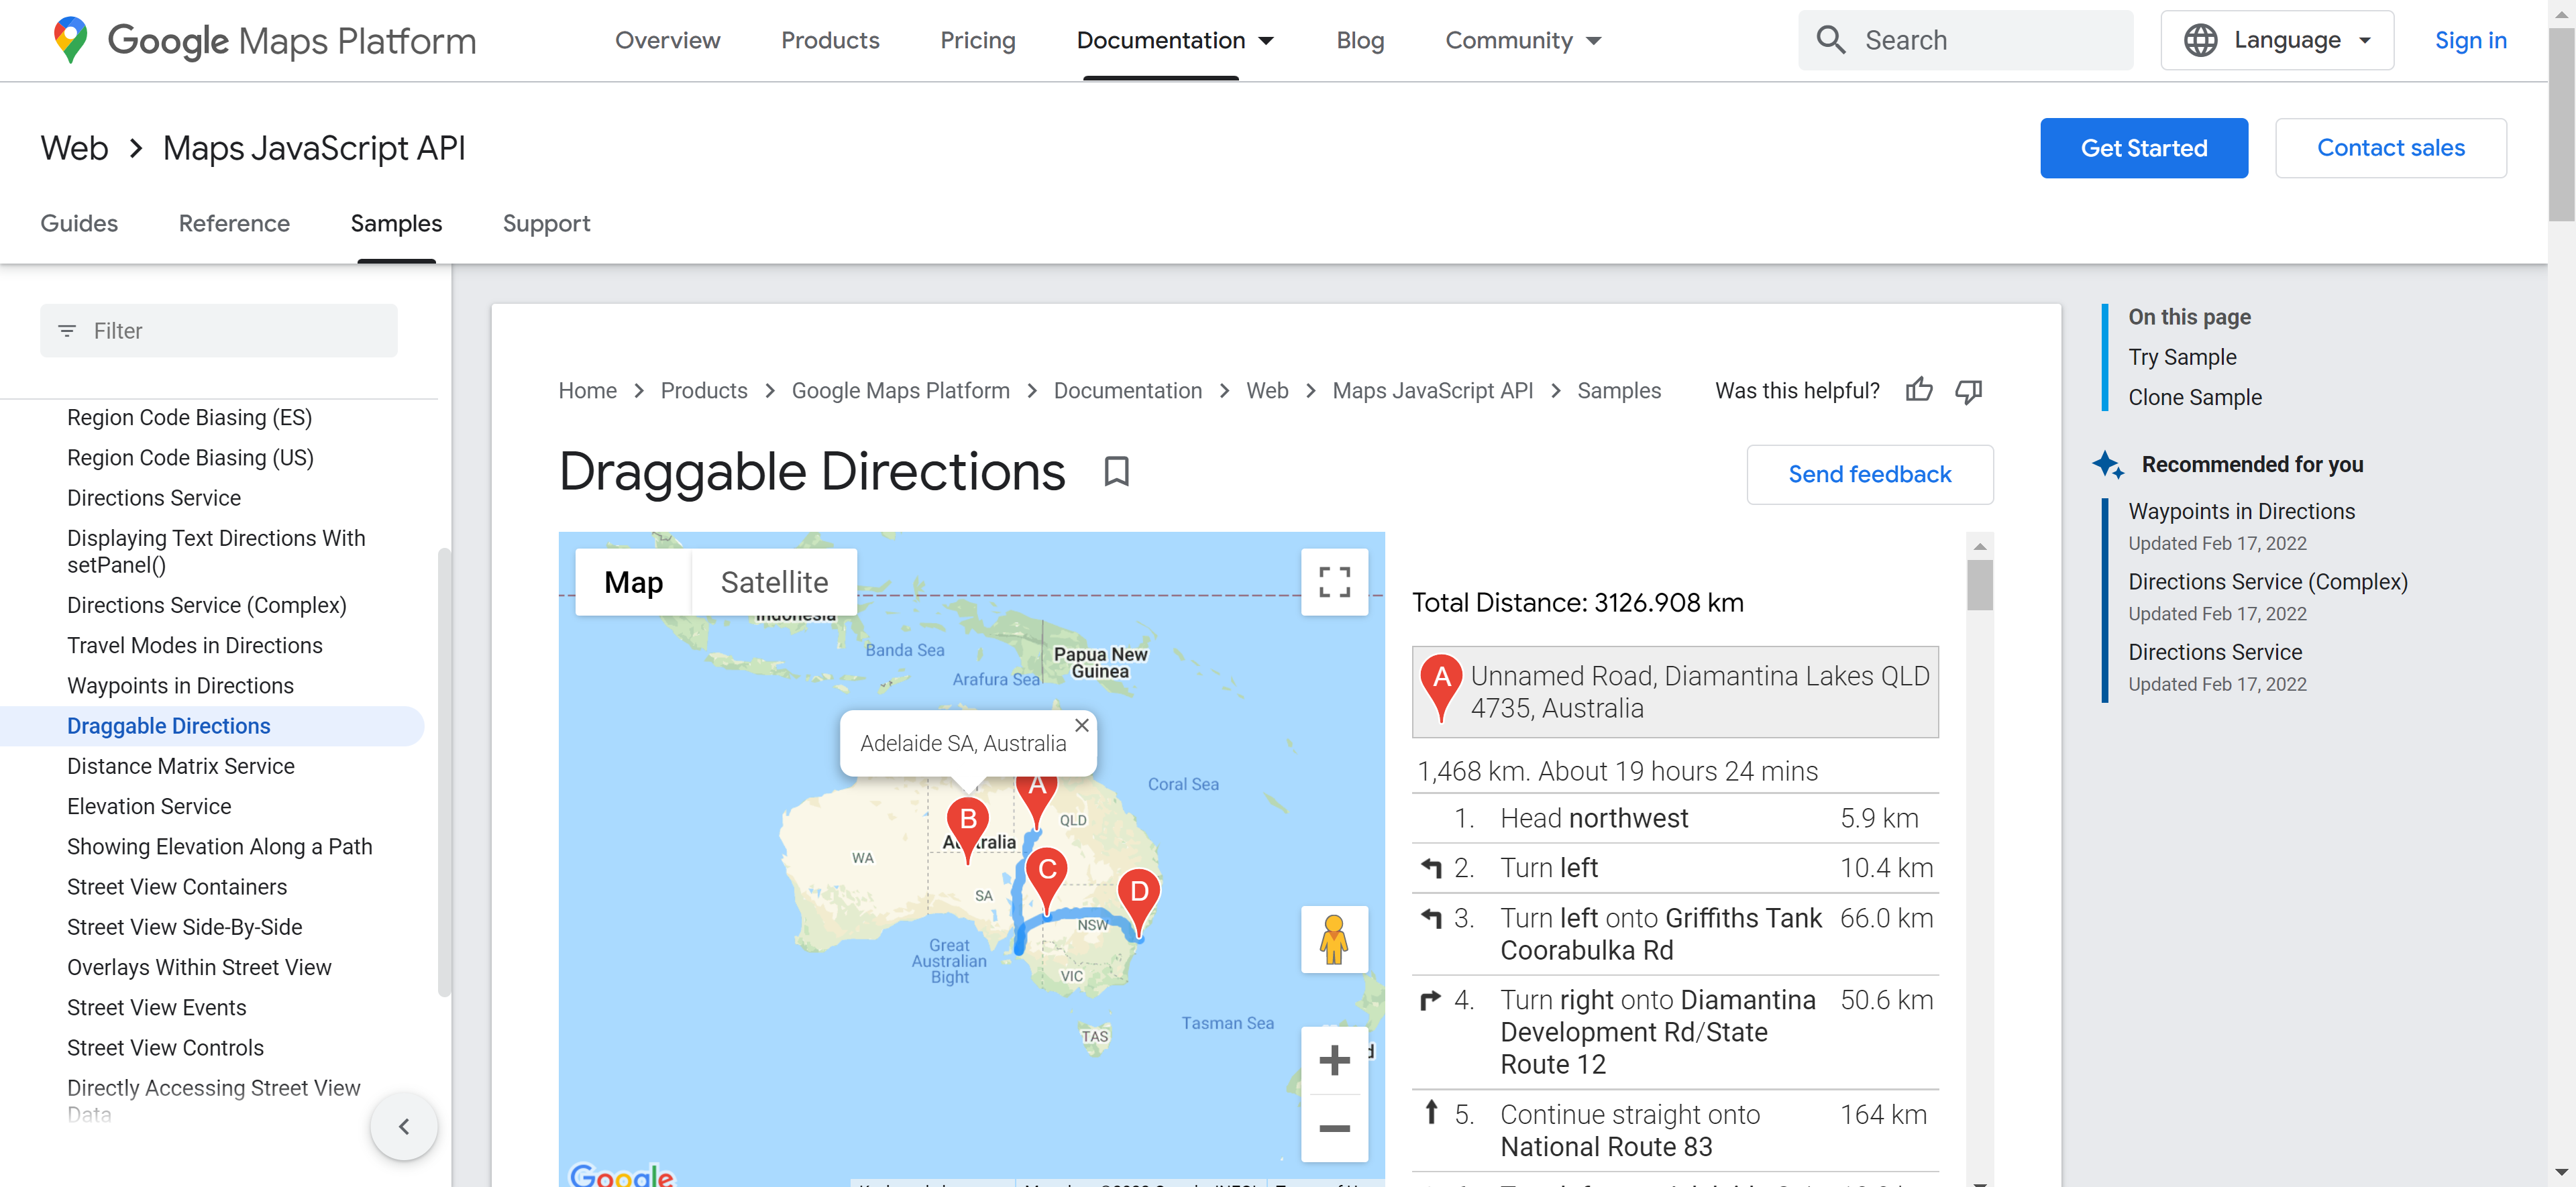 Google Maps Platform
Overview
Products
Pricing
Documentation
Blog
Community
Search
Language
Sign in
Web
Maps JavaScript API
Get Started
Contact sales
Guides
Reference
Samples
Support
Filter
Region Code Biasing (ES)
Region Code Biasing (US)
Directions Service
Displaying Text Directions With
setPanel()
Directions Service (Complex)
Travel Modes in Directions
Waypoints in Directions
Draggable Directions
Distance Matrix Service
Elevation Service
Showing Elevation Along a Path
Street View Containers
Street View Side-By-Side
Overlays Within Street View
Street View Events
Street View Controls
Directly Accessing Street View
Data
Home
Products
Google Maps Platform
Documentation
Web
Maps JavaScript API
Samples
Was this helpful?
Draggable Directions
Send feedback
Map
Satellite
Indonesia
Banda Sea
Papua New
Guinea
Arafura Sea
Adelaide SA, Australia
Coral Sea
A
B
QLD
Australia
WA
C
D
SA
NSW
Great
Australian
Bight
VIC
Tasman Sea
TAS
Google
Total Distance: 3126.908 km
A
Unnamed Road, Diamantina Lakes QLD
4735, Australia
1,468 km. About 19 hours 24 mins
1. Head northwest 5.9 km
2. Turn left 10.4 km
3. Turn left onto Griffiths Tank 66.0 km
Coorabulka Rd
4. Turn right onto Diamantina 50.6 km
Development Rd/State
Route 12
5. Continue straight onto 164 km
National Route 83
On this page
Try Sample
Clone Sample
Recommended for you
Waypoints in Directions
Updated Feb 17, 2022
Directions Service (Complex)
Updated Feb 17, 2022
Directions Service
Updated Feb 17, 2022